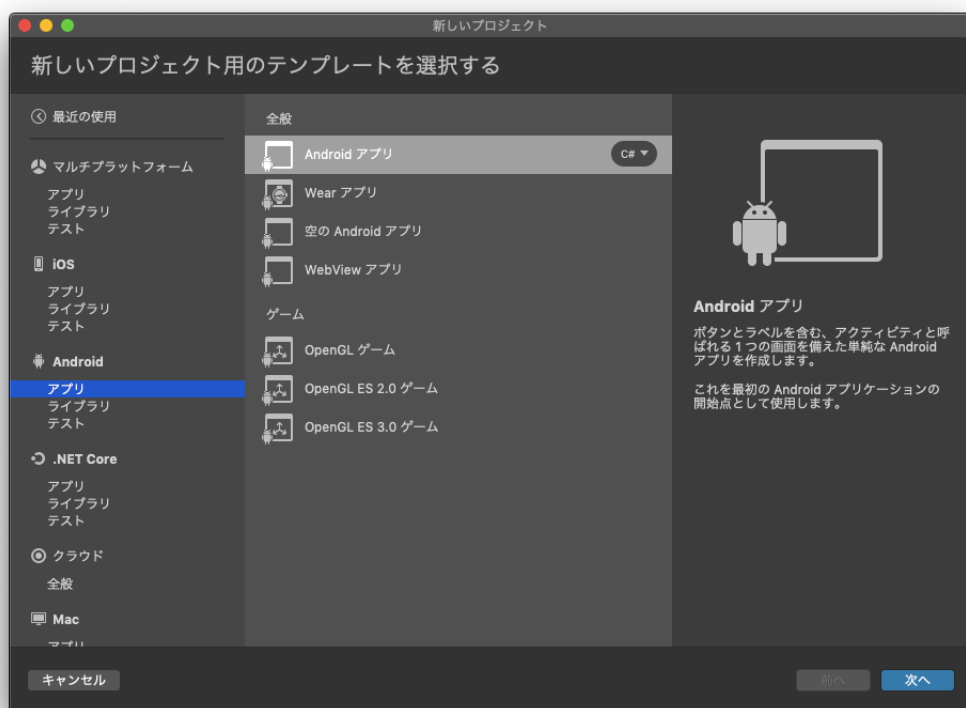 新しいプロジェクト
新しいプロジェクト用のテンプレートを選択する
最近の使用
マルチプラットフォーム
アプリ
ライブラリ
テスト
iOS
アプリ
ライブラリ
テスト
Android
アプリ
ライブラリ
テスト
.NET Core
アプリ
ライブラリ
テスト
クラウド
全般
Mac
アプリ
全般
Android アプリ
C#
Wear アプリ
空の Android アプリ
WebView アプリ
ゲーム
OpenGL ゲーム
OpenGL ES 2.0 ゲーム
OpenGL ES 3.0 ゲーム
Android アプリ
ボタンとラベルを含む、アクティビティと呼
ばれる 1 つの画面を備えた単純な Android
アプリを作成します。
これを最初の Android アプリケーションの
開始点として使用します。
キャンセル
前へ
次へ